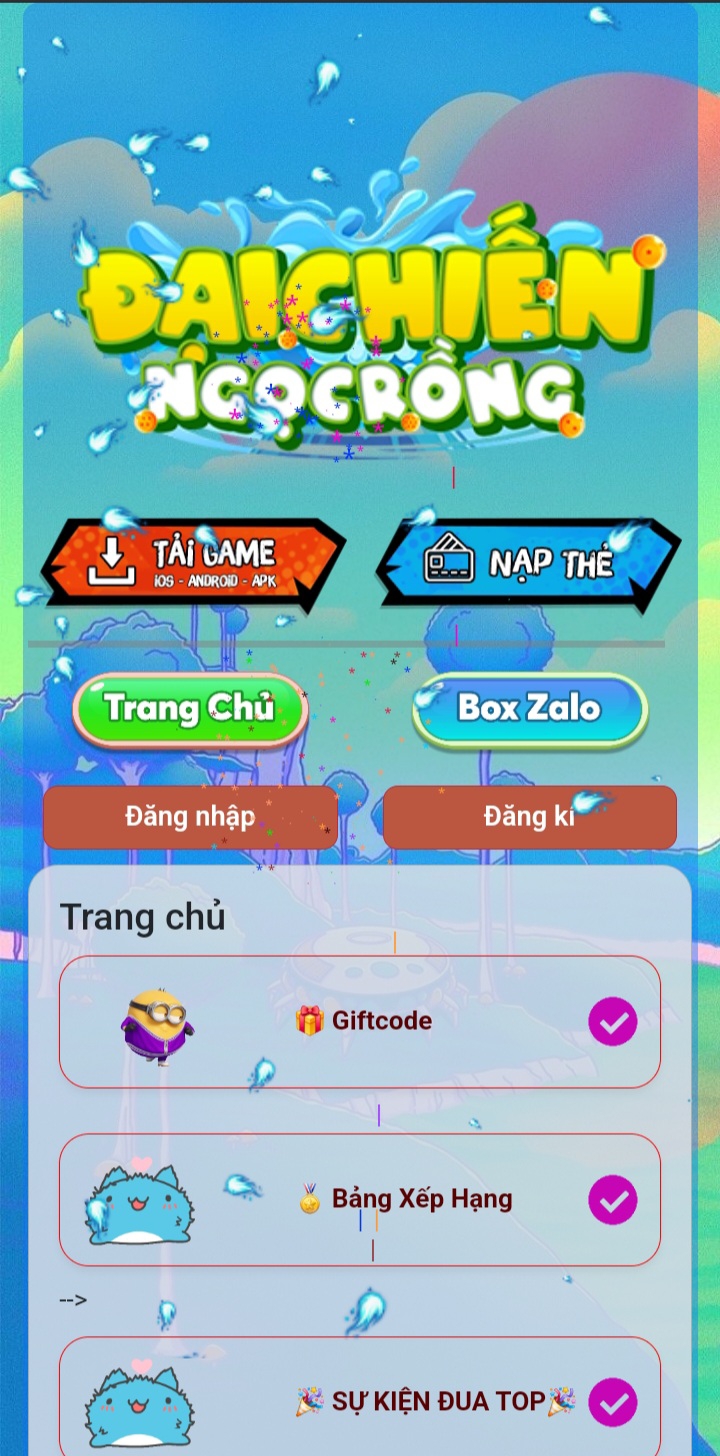 ĐẠI CHIẾN
NGỌC RỒNG
TẢI GAME
iOS - ANDROID - APK
NẠP THẺ
Trang Chủ
Box Zalo
Đăng nhập
Đăng kí
Trang chủ
🎁 Giftcode
🏅 Bảng Xếp Hạng
-->
🎉 SỰ KIỆN ĐUA TOP🎉